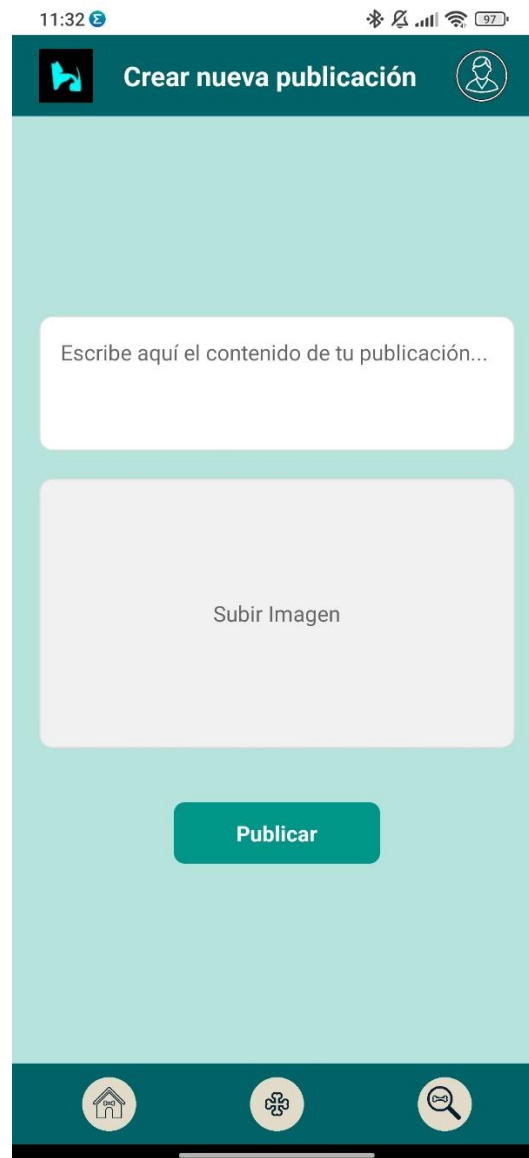 11:32
97
Crear nueva publicación
Escribe aquí el contenido de tu publicación...
Subir Imagen
Publicar